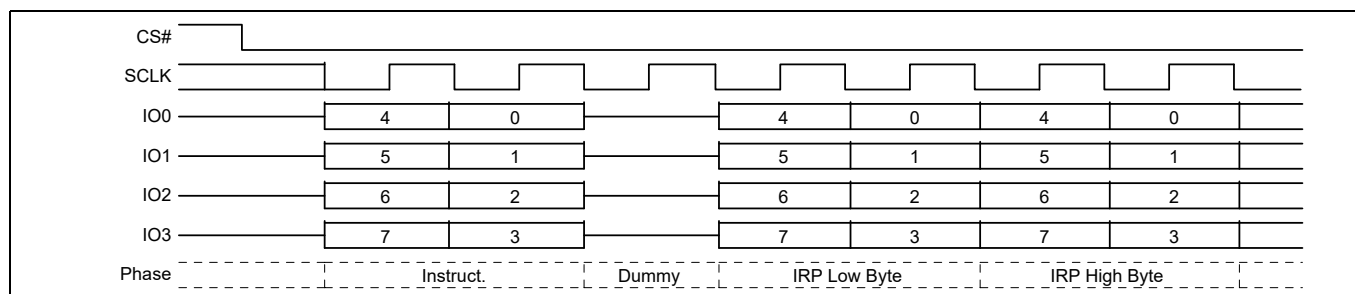 CS#
SCLK
IO0 4 0 4 0 4 0
IO1 5 1 5 1 5 1
IO2 6 2 6 2 6 2
IO3 7 3 7 3 7 3
Phase Instruct. Dummy IRP Low Byte IRP High Byte